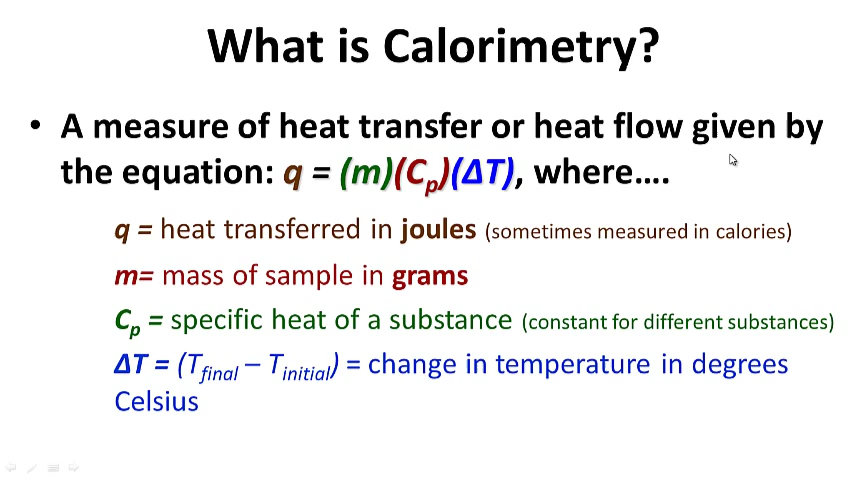 What is Calorimetry?
• A measure of heat transfer or heat flow given by
the equation: q = (m)(Cp)(ΔT), where....
q = heat transferred in joules (sometimes measured in calories)
m= mass of sample in grams
Cp = specific heat of a substance (constant for different substances)
ΔT = (Tfinal – Tinitial) = change in temperature in degrees
Celsius